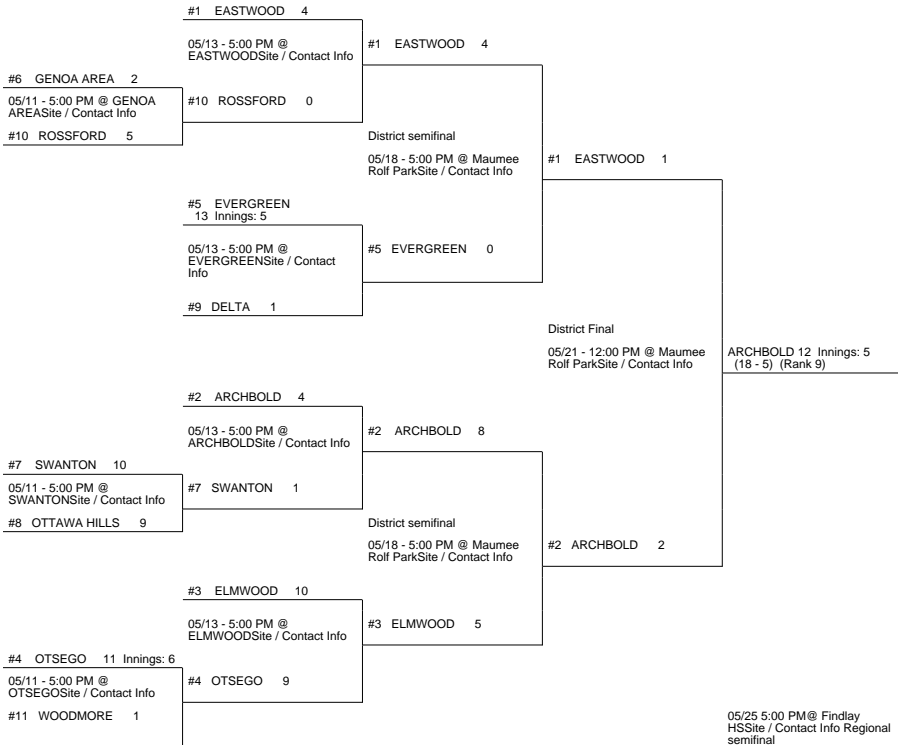 #1 EASTWOOD 4
05/13 - 5:00 PM @
EASTWOODSite / Contact Info
#1 EASTWOOD 4
#6 GENOA AREA 2
05/11 - 5:00 PM @ GENOA
AREASite / Contact Info
#10 ROSSFORD 0
#10 ROSSFORD 5
District semifinal
05/18 - 5:00 PM @ Maumee
Rolf ParkSite / Contact Info
#1 EASTWOOD 1
#5 EVERGREEN
13 Innings: 5
05/13 - 5:00 PM @
EVERGREENSite / Contact
Info
#5 EVERGREEN 0
#9 DELTA 1
District Final
05/21 - 12:00 PM @ Maumee
Rolf ParkSite / Contact Info
ARCHBOLD 12 Innings: 5
(18 - 5) (Rank 9)
#2 ARCHBOLD 4
05/13 - 5:00 PM @
ARCHBOLDSite / Contact Info
#2 ARCHBOLD 8
#7 SWANTON 10
05/11 - 5:00 PM @
SWANTONSite / Contact Info
#7 SWANTON 1
#8 OTTAWA HILLS 9
District semifinal
05/18 - 5:00 PM @ Maumee
Rolf ParkSite / Contact Info
#2 ARCHBOLD 2
#3 ELMWOOD 10
05/13 - 5:00 PM @
ELMWOODSite / Contact Info
#3 ELMWOOD 5
#4 OTSEGO 11 Innings: 6
05/11 - 5:00 PM @
OTSEGOSite / Contact Info
#4 OTSEGO 9
#11 WOODMORE 1
05/25 5:00 PM@ Findlay
HSSite / Contact Info Regional
semifinal